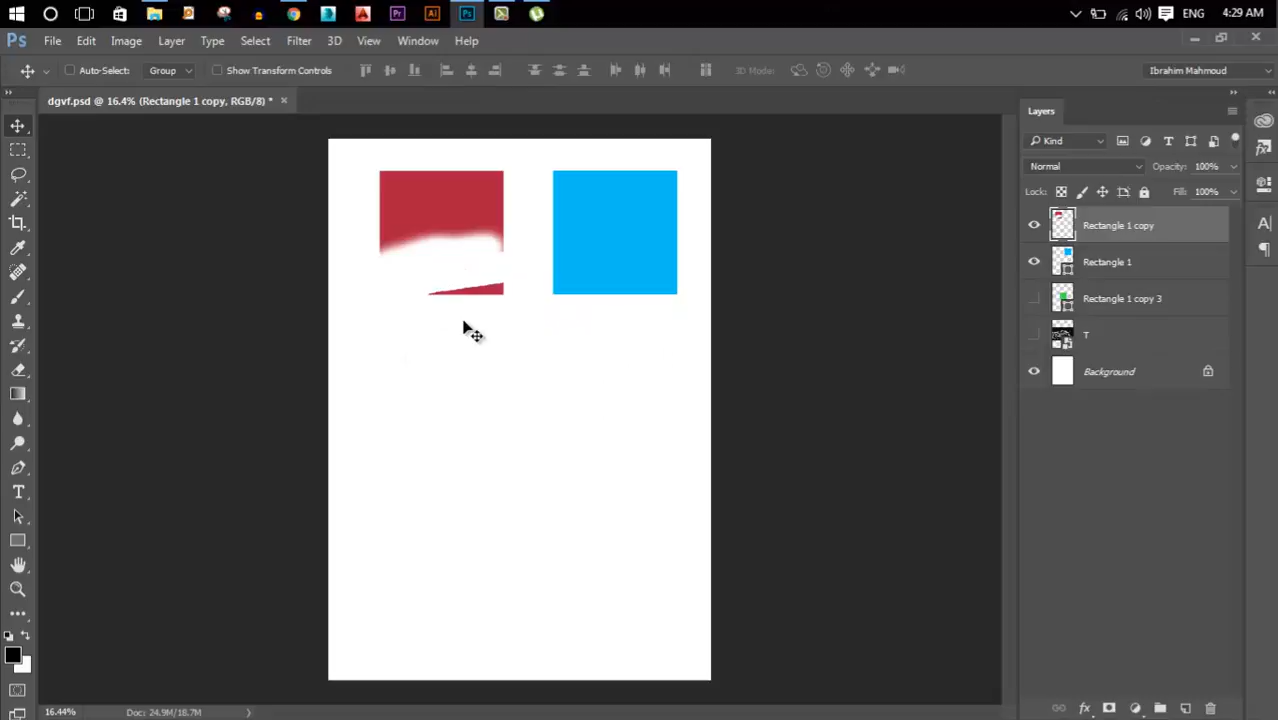 Pr Ai Ps ENG 4:29 AM
Ps File Edit Image Layer Type Select Filter 3D View Window Help
Auto-Select: Group Show Transform Controls 3D Mode: Ibrahim Mahmoud
dgvf.psd @ 16.4% (Rectangle 1 copy, RGB/8) *
Layers
Kind
Normal Opacity: 100%
Lock: Fill: 100%
Rectangle 1 copy
Rectangle 1
Rectangle 1 copy 3
T
Background
16.44% Doc: 24.9M/18.7M